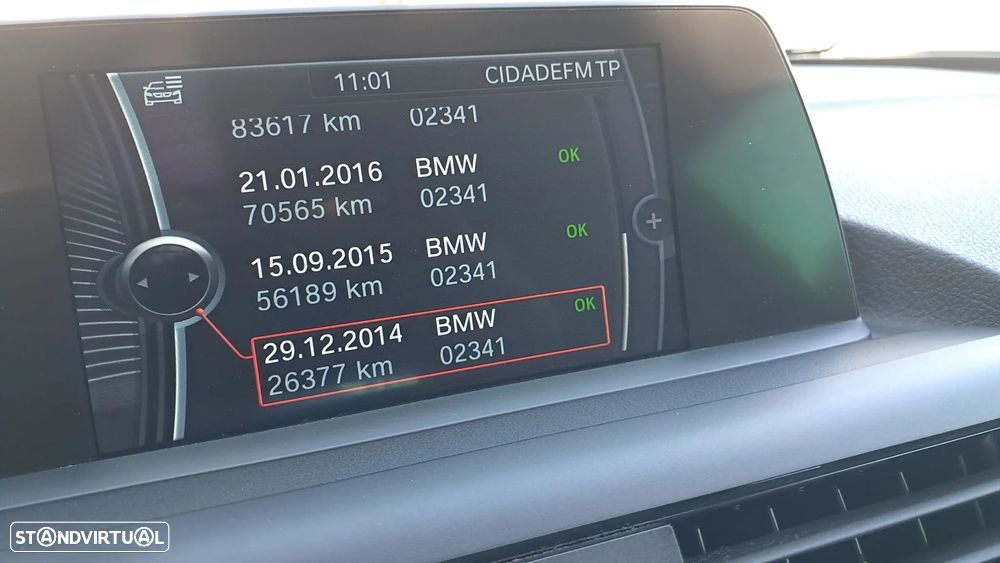 11:01 CIDADEFM TP
83617 km 02341
21.01.2016 BMW OK
70565 km 02341
15.09.2015 BMW OK
56189 km 02341
29.12.2014 BMW OK
26377 km 02341
STANDVIRTUAL